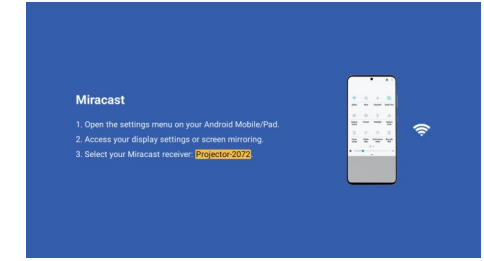 Miracast
1. Open the settings menu on your Android Mobile/Pad.
2. Access your display settings or screen mirroring.
3. Select your Miracast receiver: Projector-2072.